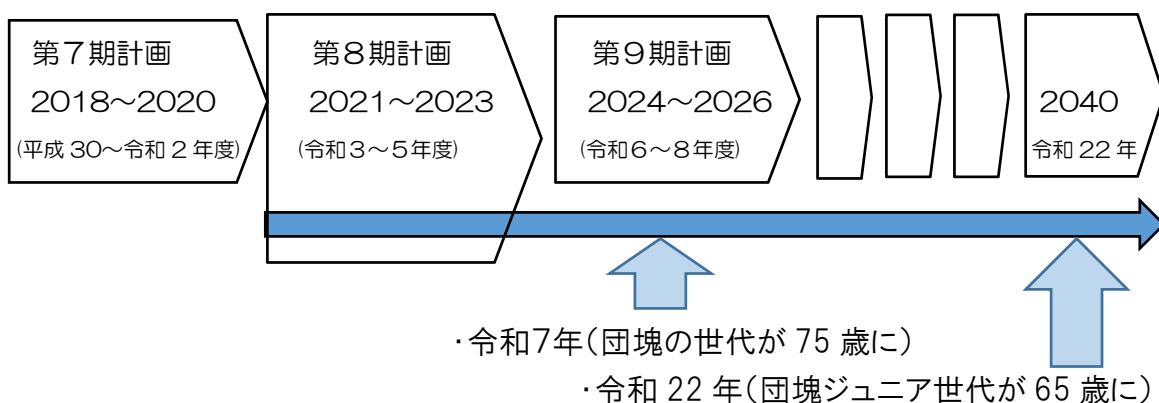 第7期計画
2018～2020
(平成30～令和2年度)
第8期計画
2021～2023
(令和3～5年度)
第9期計画
2024～2026
(令和6～8年度)
2040
令和22年
・令和7年(団塊の世代が75歳に)
・令和22年(団塊ジュニア世代が65歳に)